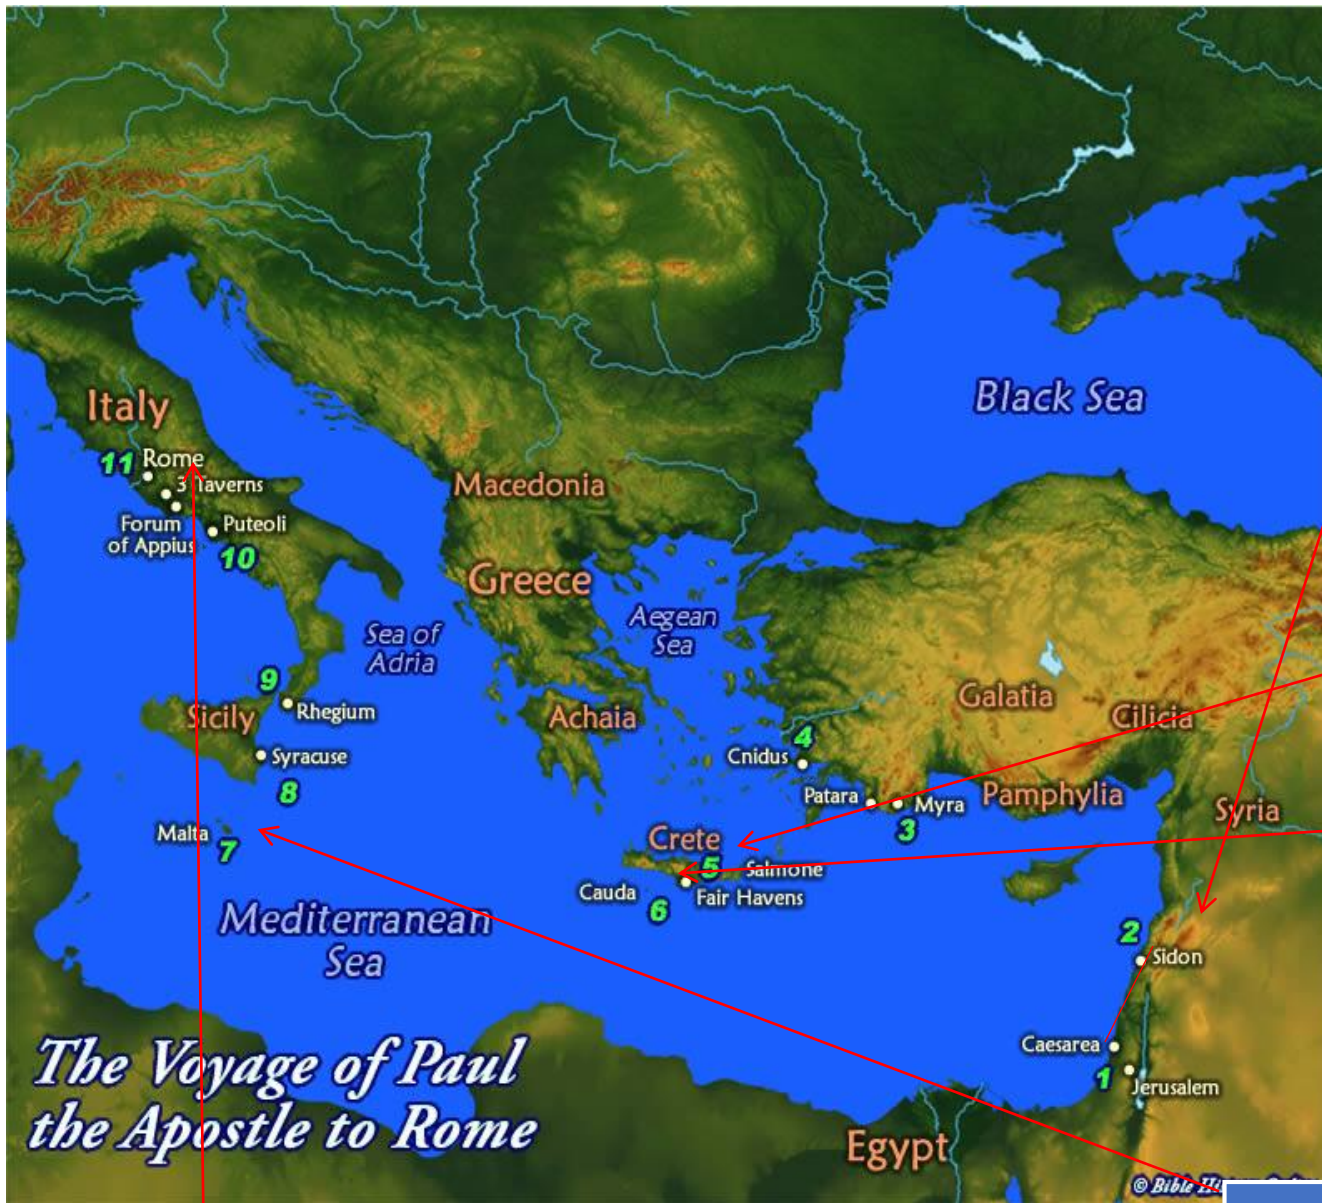 Italy
Black Sea
11 Rome
3 Taverns
Macedonia
Forum
of Appius
Puteoli
10
Greece
Aegean
Sea
Sea of
Adria
9
Rhegium
Sicily
Achaia
Galatia
Cilicia
4
Cnidus
Syracuse
8
Patara
Myra
Pamphylia
3
Syria
Malta
7
Crete
5
Salmone
Cauda
6
Fair Havens
Mediterranean
Sea
2
Sidon
Caesarea
1
Jerusalem
The Voyage of Paul
the Apostle to Rome
Egypt
© Bible